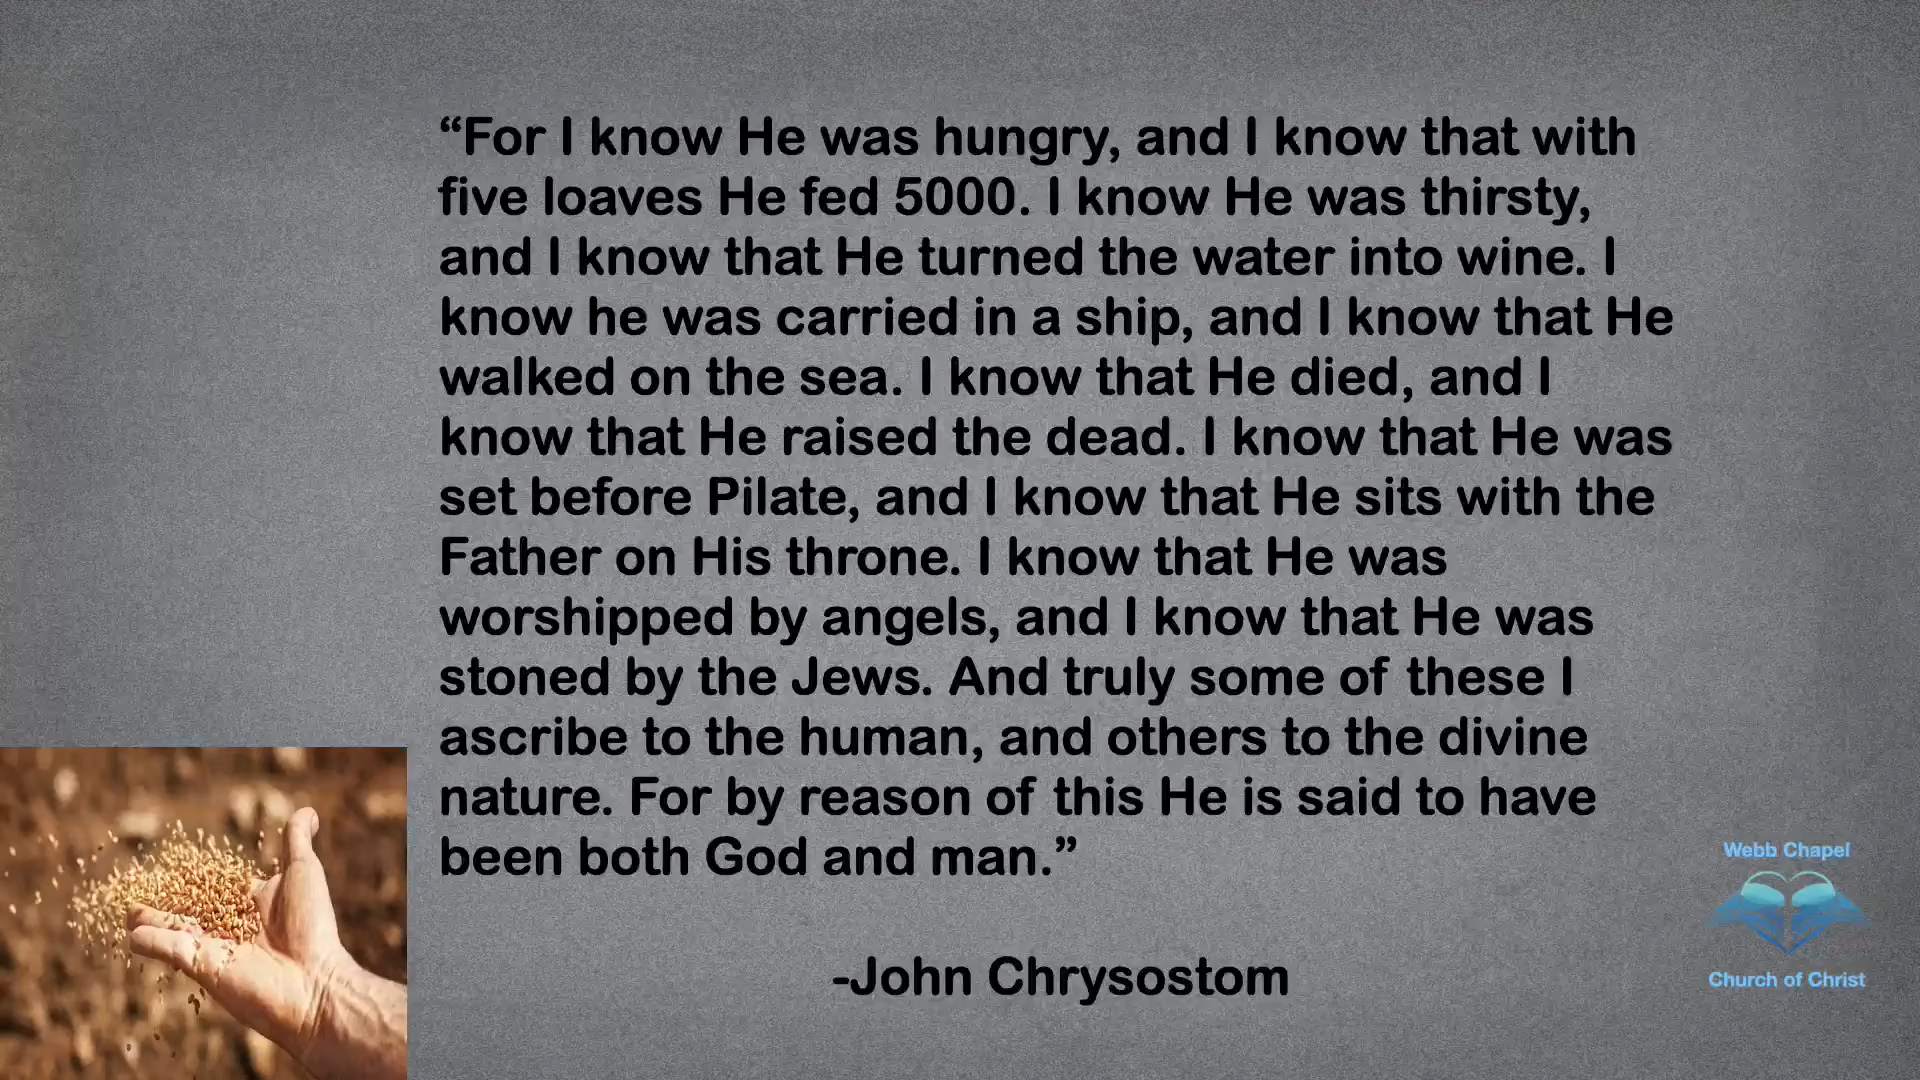 “For I know He was hungry, and I know that with
five loaves He fed 5000. I know He was thirsty,
and I know that He turned the water into wine. I
know he was carried in a ship, and I know that He
walked on the sea. I know that He died, and I
know that He raised the dead. I know that He was
set before Pilate, and I know that He sits with the
Father on His throne. I know that He was
worshipped by angels, and I know that He was
stoned by the Jews. And truly some of these I
ascribe to the human, and others to the divine
nature. For by reason of this He is said to have
been both God and man.”
-John Chrysostom
Webb Chapel
Church of Christ